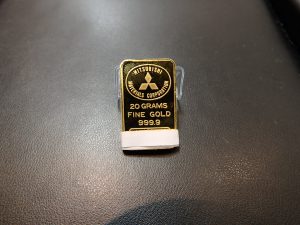 MITSUBISHI
MATERIALS CORPORATION
20 GRAMS
FINE GOLD
999.9